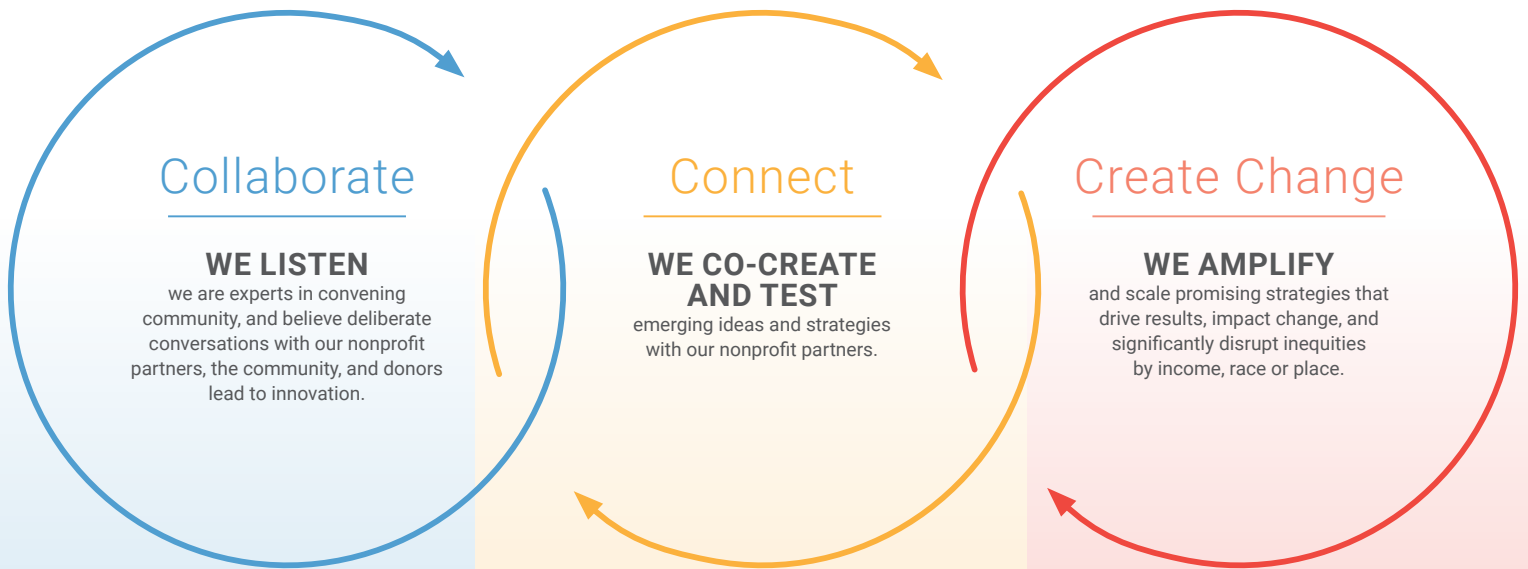 Collaborate
WE LISTEN
we are experts in convening
community, and believe deliberate
conversations with our nonprofit
partners, the community, and donors
lead to innovation.
Connect
WE CO-CREATE
AND TEST
emerging ideas and strategies
with our nonprofit partners.
Create Change
WE AMPLIFY
and scale promising strategies that
drive results, impact change, and
significantly disrupt inequities
by income, race or place.